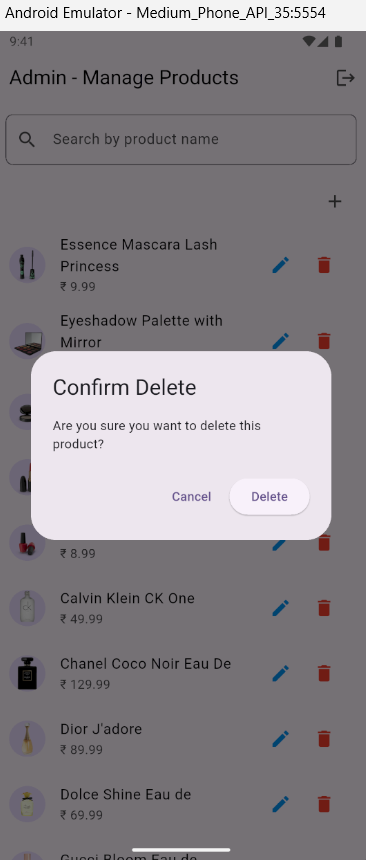 Android Emulator - Medium_Phone_API_35:5554
9:41
Admin - Manage Products
Search by product name
Essence Mascara Lash
Princess
₹ 9.99
Eyeshadow Palette with
Mirror
Confirm Delete
Are you sure you want to delete this
product?
Cancel
Delete
₹ 8.99
Calvin Klein CK One
₹ 49.99
Chanel Coco Noir Eau De
₹ 129.99
Dior J'adore
₹ 89.99
Dolce Shine Eau de
₹ 69.99
Gucci Bloom Eau de